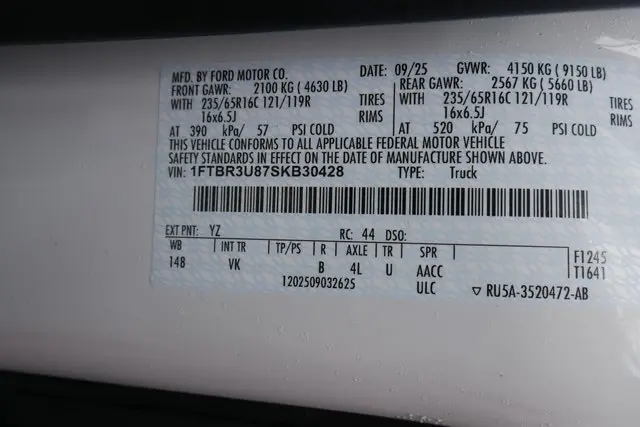 MFD. BY FORD MOTOR CO. DATE: 09/25 GVWR: 4150 KG ( 9150 LB)
FRONT GAWR: 2100 KG ( 4630 LB) REAR GAWR: 2567 KG ( 5660 LB)
WITH 235/65R16C 121/119R TIRES WITH 235/65R16C 121/119R TIRES
16x6.5J RIMS 16x6.5J RIMS
AT 390 kPa/ 57 PSI COLD AT 520 kPa/ 75 PSI COLD
THIS VEHICLE CONFORMS TO ALL APPLICABLE FEDERAL MOTOR VEHICLE
SAFETY STANDARDS IN EFFECT ON THE DATE OF MANUFACTURE SHOWN ABOVE.
VIN: 1FTBR3U87SKB30428 TYPE: Truck
EXT PNT: YZ RC: 44 DSO:
WB INT TR TP/PS R AXLE TR SPR F1245
148 VK B 4L U AACC T1641
1202509032625 ULC ▽ RU5A-3520472-AB